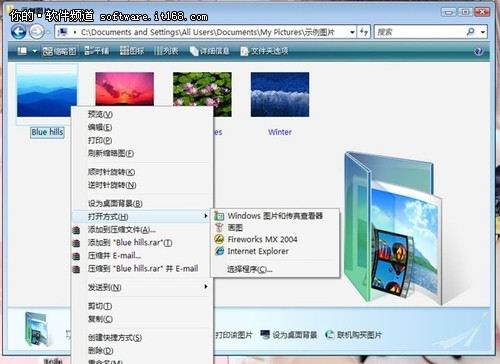 你的·软件频道 software.it168.com
C:\Documents and Settings\All Users\Documents\My Pictures\示例图片
搜索
缩略图 平铺 图标 列表 详细信息 文件夹选项
Blue hills
Winter
预览(V)
编辑(E)
打印(P)
刷新缩略图(F)
顺时针旋转(K)
逆时针旋转(N)
设为桌面背景(B)
打开方式(H)
Windows 图片和传真查看器
画图
Fireworks MX 2004
Internet Explorer
选择程序(C)...
添加到压缩文件(A)...
添加到 "Blue hills.rar"(T)
压缩并 E-mail...
压缩到 "Blue hills.rar" 并 E-mail
发送到(N)
剪切(T)
复制(C)
创建快捷方式(S)
删除(D)
重命名(M)
打印该图片 设为桌面背景 联机购买图片